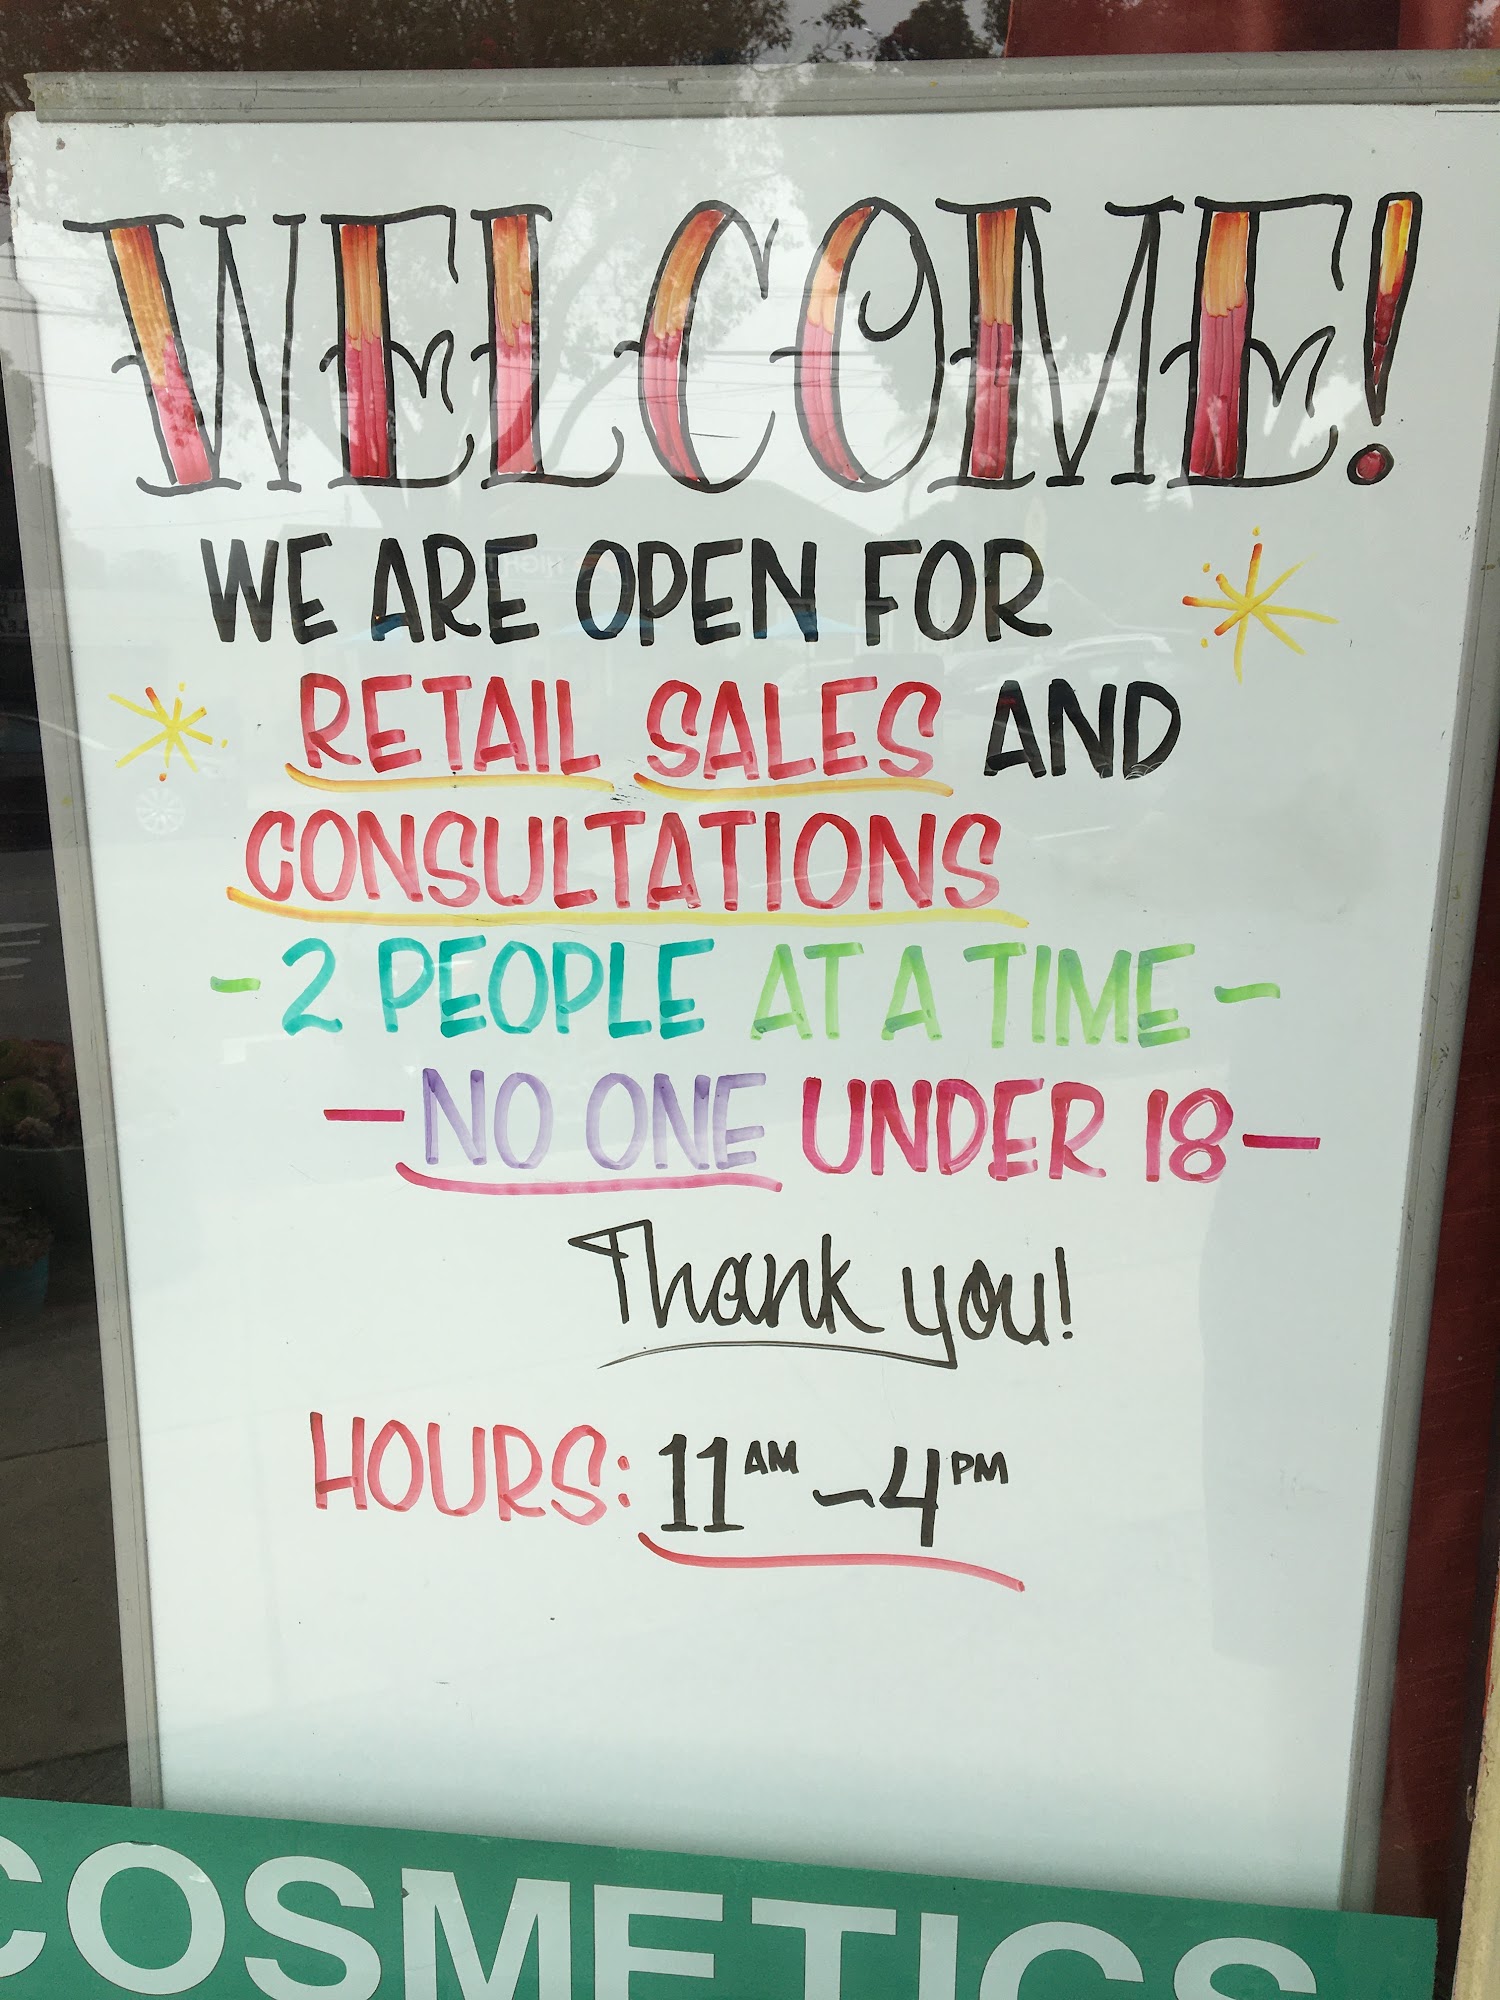 WELCOME!
WE ARE OPEN FOR
RETAIL SALES AND
CONSULTATIONS
- 2 PEOPLE AT A TIME -
- NO ONE UNDER 18 -
Thank you!
HOURS: 11AM - 4PM
COSMETICS